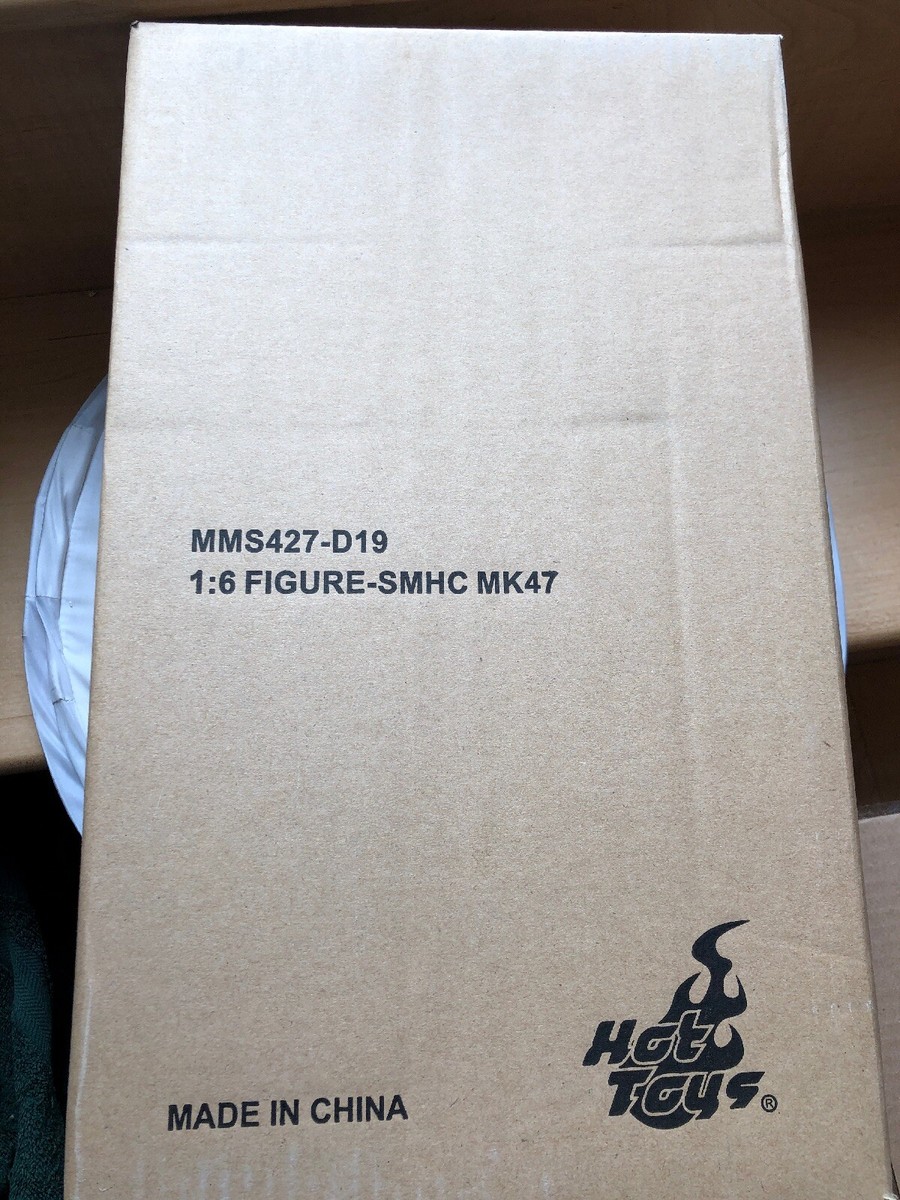 MMS427-D19
1:6 FIGURE-SMHC MK47
Hot
Toys®
MADE IN CHINA